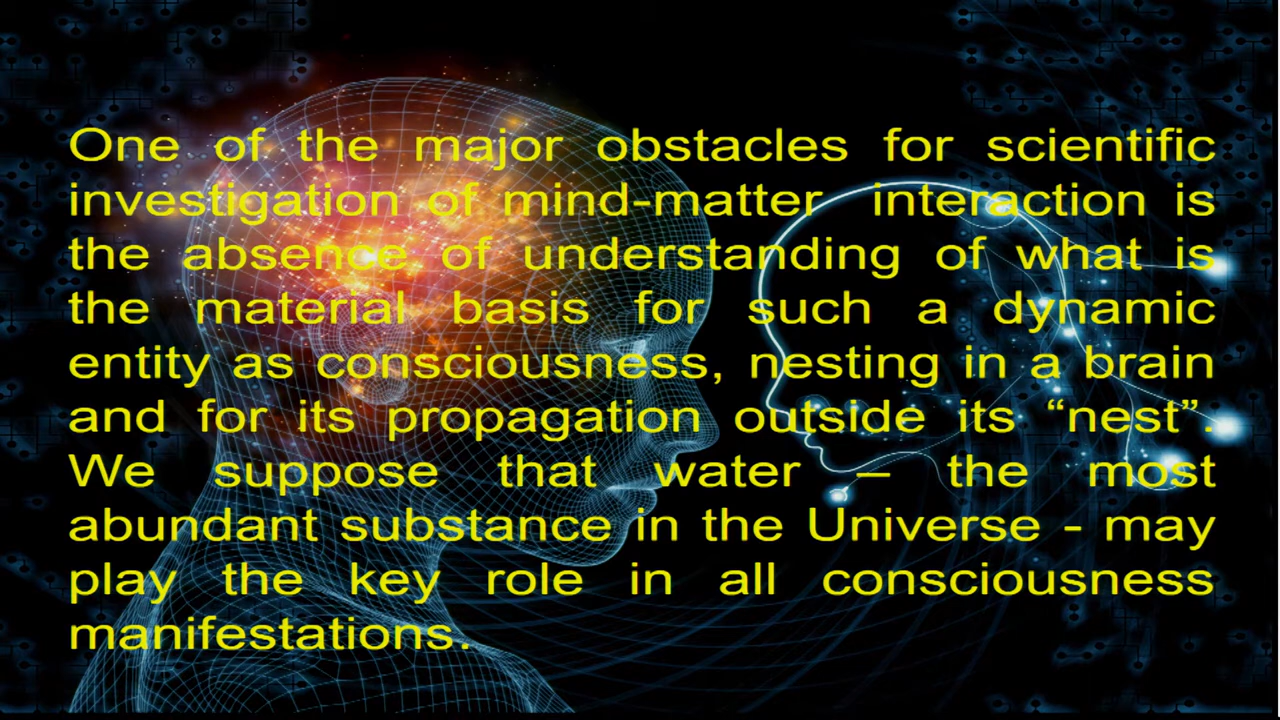 One of the major obstacles for scientific
investigation of mind-matter interaction is
the absence of understanding of what is
the material basis for such a dynamic
entity as consciousness, nesting in a brain
and for its propagation outside its “nest”.
We suppose that water – the most
abundant substance in the Universe - may
play the key role in all consciousness
manifestations.